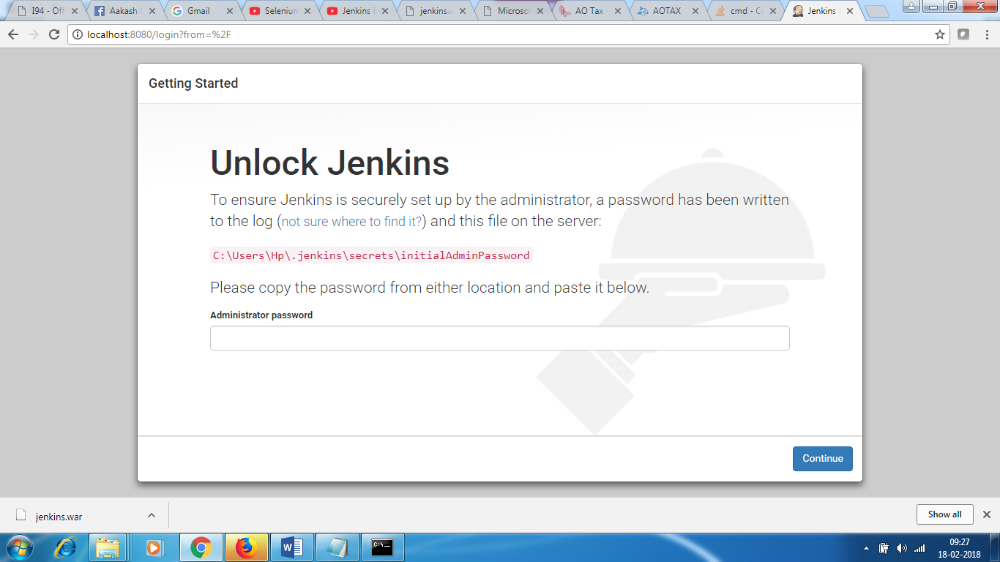 I94 - Off
Aakash
Gmail
Selenium
Jenkins
jenkins.w
Microsof
AO Tax -
AOTAX
cmd - C
Jenkins
localhost:8080/login?from=%2F
Getting Started
Unlock Jenkins
To ensure Jenkins is securely set up by the administrator, a password has been written
to the log (not sure where to find it?) and this file on the server:
C:\Users\Hp\.jenkins\secrets\initialAdminPassword
Please copy the password from either location and paste it below.
Administrator password
Continue
jenkins.war
Show all
09:27
18-02-2018